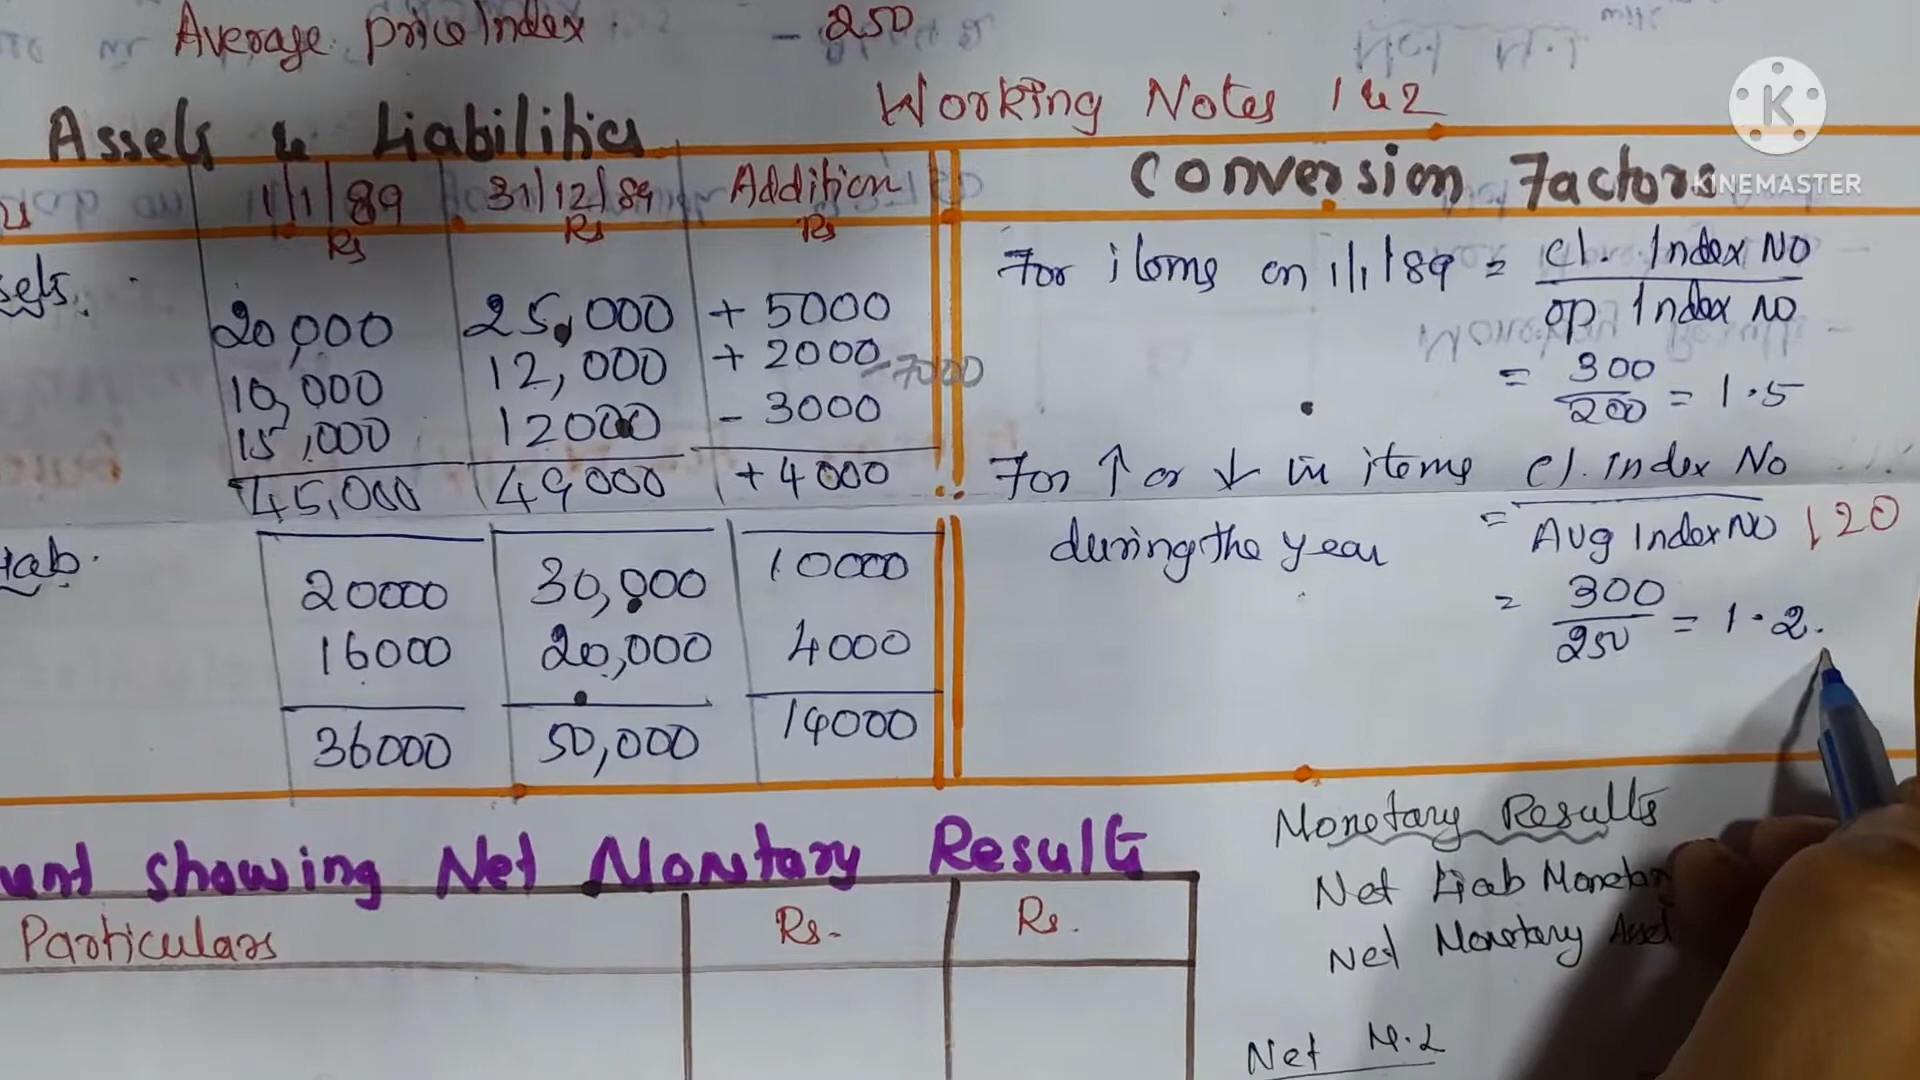 Average price Index - 250
Working Notes 1 & 2
Assets & Liabilities
1/1/89 31/12/89 Addition
Rs Rs Rs
20,000 25,000 + 5000
10,000 12,000 + 2000 - 7000
15,000 12000 - 3000
45,000 49000 + 4000
20000 30,000 10000
16000 20,000 4000
36000 50,000 14000
Conversion Factors
KINEMASTER
For items on 1/1/89 = Cl. Index NO
op Index NO
= 300
200 = 1.5
For ↑ or ↓ in items Cl. Index No
during the year = Avg Index NO 120
= 300
250 = 1.2.
showing Net Monetary Result
Particulars Rs. Rs.
Monetary Results
Net Liab Monetary
Net Monetary Asset
Net M.L